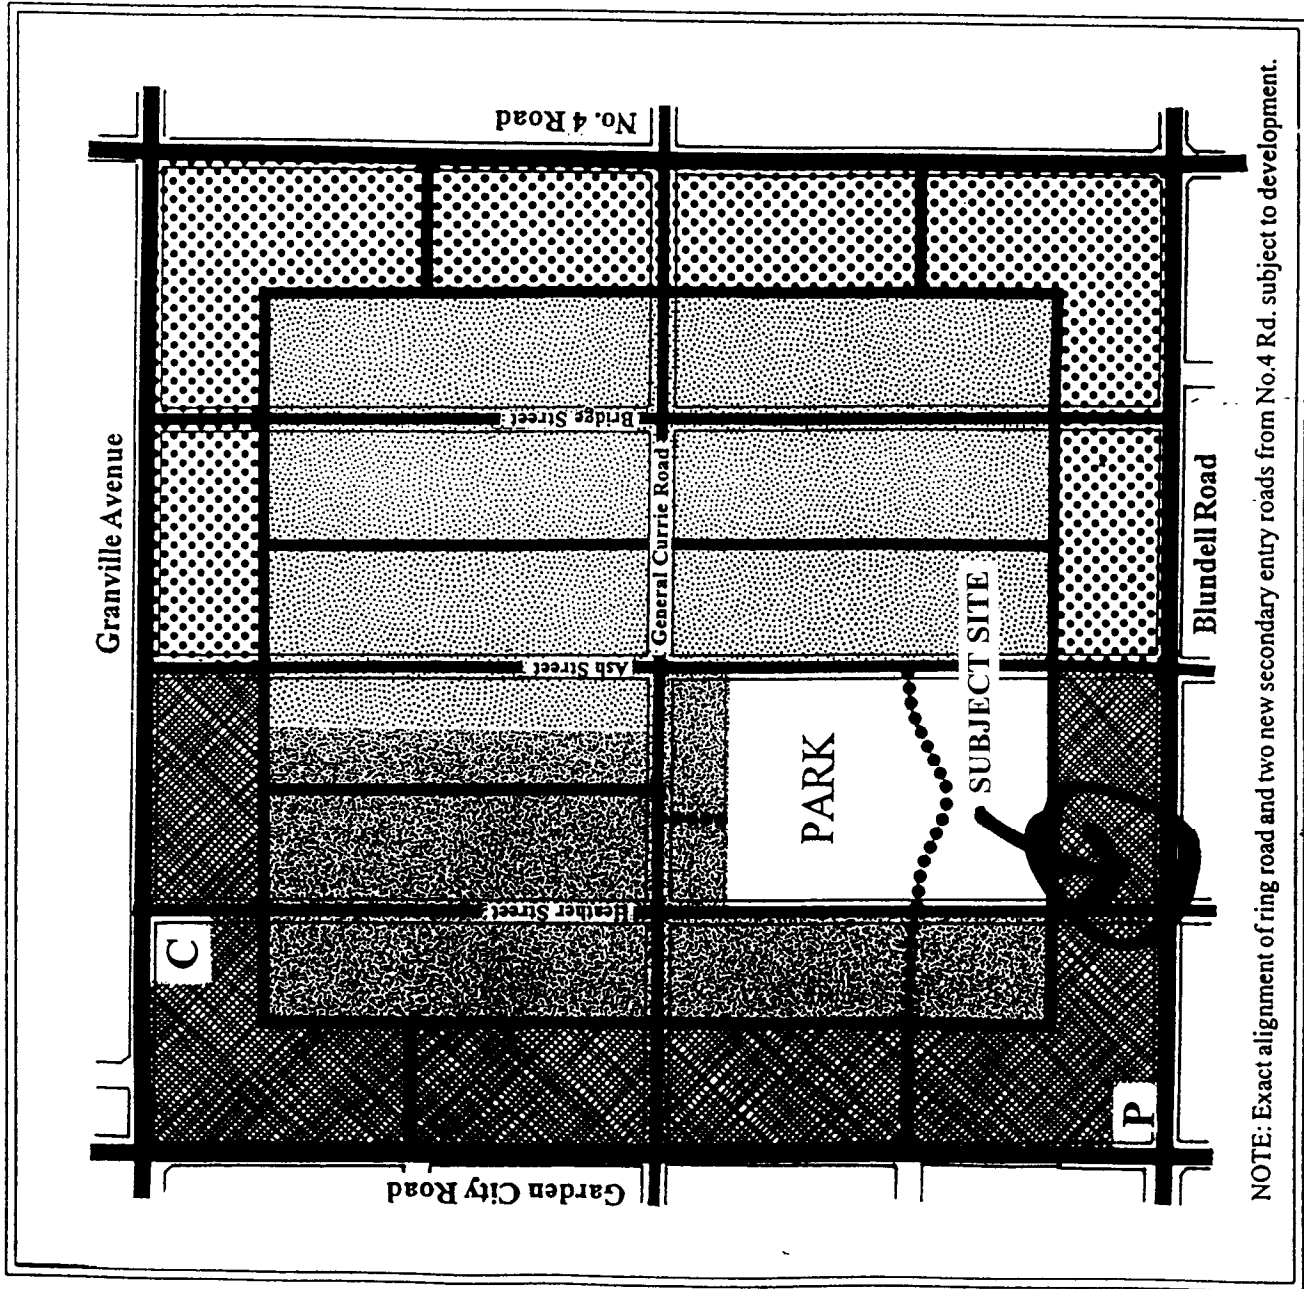 Granville Avenue
C
Garden City Road
Heather Street
Ash Street
Bridge Street
No. 4 Road
General Currie Road
PARK
SUBJECT SITE
P
Blundell Road
NOTE: Exact alignment of ring road and two new secondary entry roads from No.4 Rd. subject to development.